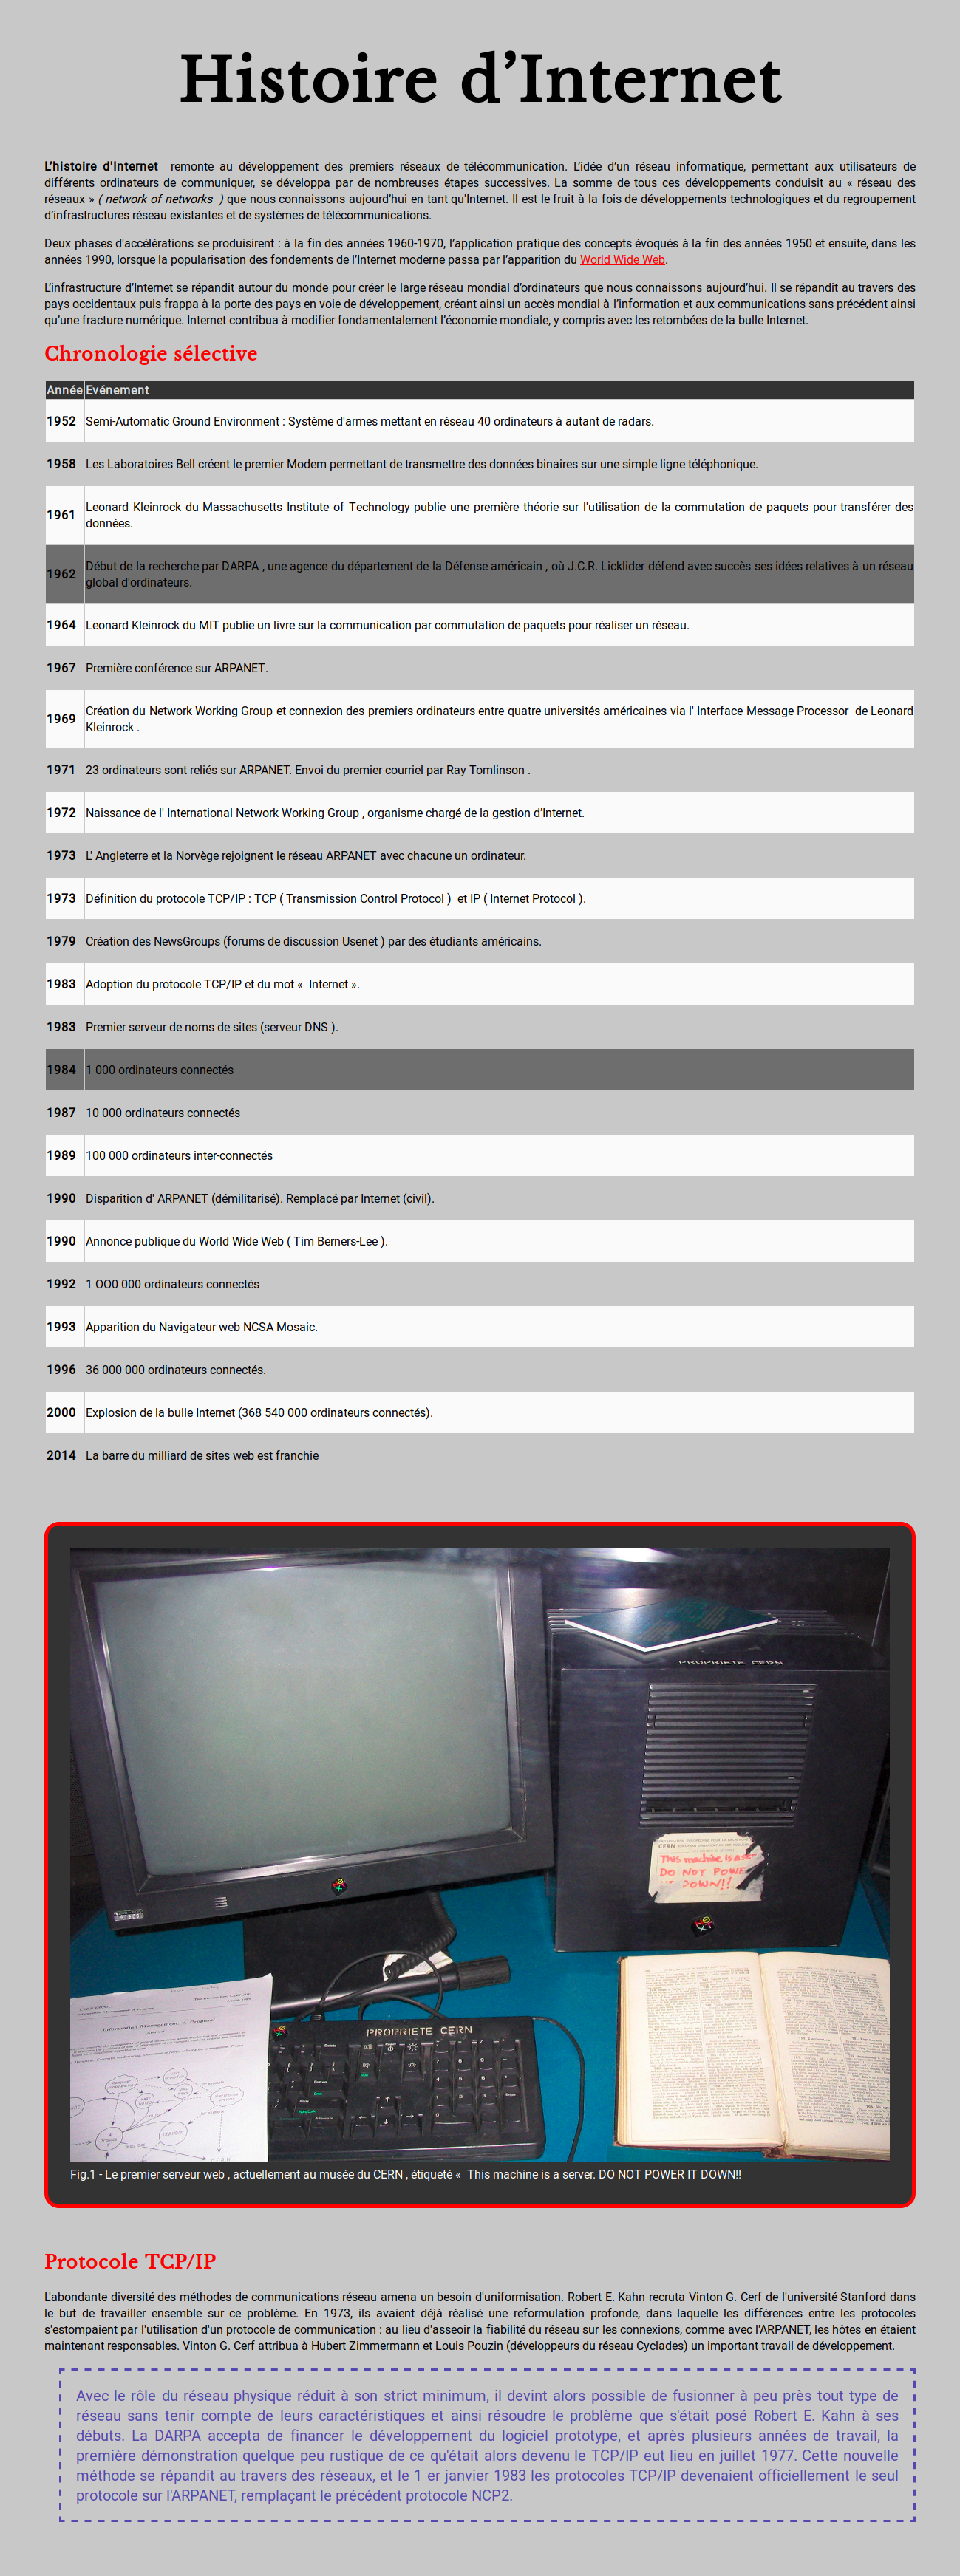 Histoire d’Internet
L’histoire d'Internet remonte au développement des premiers réseaux de télécommunication. L’idée d’un réseau informatique, permettant aux utilisateurs de
différents ordinateurs de communiquer, se développa par de nombreuses étapes successives. La somme de tous ces développements conduisit au « réseau des
réseaux » ( network of networks ) que nous connaissons aujourd’hui en tant qu'Internet. Il est le fruit à la fois de développements technologiques et du regroupement
d’infrastructures réseau existantes et de systèmes de télécommunications.
Deux phases d'accélérations se produisirent : à la fin des années 1960-1970, l’application pratique des concepts évoqués à la fin des années 1950 et ensuite, dans les
années 1990, lorsque la popularisation des fondements de l’Internet moderne passa par l’apparition du World Wide Web.
L’infrastructure d’Internet se répandit autour du monde pour créer le large réseau mondial d’ordinateurs que nous connaissons aujourd’hui. Il se répandit au travers des
pays occidentaux puis frappa à la porte des pays en voie de développement, créant ainsi un accès mondial à l’information et aux communications sans précédent ainsi
qu’une fracture numérique. Internet contribua à modifier fondamentalement l’économie mondiale, y compris avec les retombées de la bulle Internet.
Chronologie sélective
Année Evénement
1952 Semi-Automatic Ground Environment : Système d'armes mettant en réseau 40 ordinateurs à autant de radars.
1958 Les Laboratoires Bell créent le premier Modem permettant de transmettre des données binaires sur une simple ligne téléphonique.
1961 Leonard Kleinrock du Massachusetts Institute of Technology publie une première théorie sur l'utilisation de la commutation de paquets pour transférer des
données.
1962 Début de la recherche par DARPA , une agence du département de la Défense américain , où J.C.R. Licklider défend avec succès ses idées relatives à un réseau
global d'ordinateurs.
1964 Leonard Kleinrock du MIT publie un livre sur la communication par commutation de paquets pour réaliser un réseau.
1967 Première conférence sur ARPANET.
1969 Création du Network Working Group et connexion des premiers ordinateurs entre quatre universités américaines via l' Interface Message Processor de Leonard
Kleinrock .
1971 23 ordinateurs sont reliés sur ARPANET. Envoi du premier courriel par Ray Tomlinson .
1972 Naissance de l' International Network Working Group , organisme chargé de la gestion d’Internet.
1973 L' Angleterre et la Norvège rejoignent le réseau ARPANET avec chacune un ordinateur.
1973 Définition du protocole TCP/IP : TCP ( Transmission Control Protocol ) et IP ( Internet Protocol ).
1979 Création des NewsGroups (forums de discussion Usenet ) par des étudiants américains.
1983 Adoption du protocole TCP/IP et du mot « Internet ».
1983 Premier serveur de noms de sites (serveur DNS ).
1984 1 000 ordinateurs connectés
1987 10 000 ordinateurs connectés
1989 100 000 ordinateurs inter-connectés
1990 Disparition d' ARPANET (démilitarisé). Remplacé par Internet (civil).
1990 Annonce publique du World Wide Web ( Tim Berners-Lee ).
1992 1 OO0 000 ordinateurs connectés
1993 Apparition du Navigateur web NCSA Mosaic.
1996 36 000 000 ordinateurs connectés.
2000 Explosion de la bulle Internet (368 540 000 ordinateurs connectés).
2014 La barre du milliard de sites web est franchie
PROPRIETE CERN
CERN
This machine is a
DO NOT POWE
DOWN!!
Information Management: A Proposal
PROPRIETE CERN
Fig.1 - Le premier serveur web , actuellement au musée du CERN , étiqueté « This machine is a server. DO NOT POWER IT DOWN!!
Protocole TCP/IP
L'abondante diversité des méthodes de communications réseau amena un besoin d'uniformisation. Robert E. Kahn recruta Vinton G. Cerf de l'université Stanford dans
le but de travailler ensemble sur ce problème. En 1973, ils avaient déjà réalisé une reformulation profonde, dans laquelle les différences entre les protocoles
s'estompaient par l'utilisation d'un protocole de communication : au lieu d'asseoir la fiabilité du réseau sur les connexions, comme avec l'ARPANET, les hôtes en étaient
maintenant responsables. Vinton G. Cerf attribua à Hubert Zimmermann et Louis Pouzin (développeurs du réseau Cyclades) un important travail de développement.
Avec le rôle du réseau physique réduit à son strict minimum, il devint alors possible de fusionner à peu près tout type de
réseau sans tenir compte de leurs caractéristiques et ainsi résoudre le problème que s'était posé Robert E. Kahn à ses
débuts. La DARPA accepta de financer le développement du logiciel prototype, et après plusieurs années de travail, la
première démonstration quelque peu rustique de ce qu'était alors devenu le TCP/IP eut lieu en juillet 1977. Cette nouvelle
méthode se répandit au travers des réseaux, et le 1 er janvier 1983 les protocoles TCP/IP devenaient officiellement le seul
protocole sur l'ARPANET, remplaçant le précédent protocole NCP2.